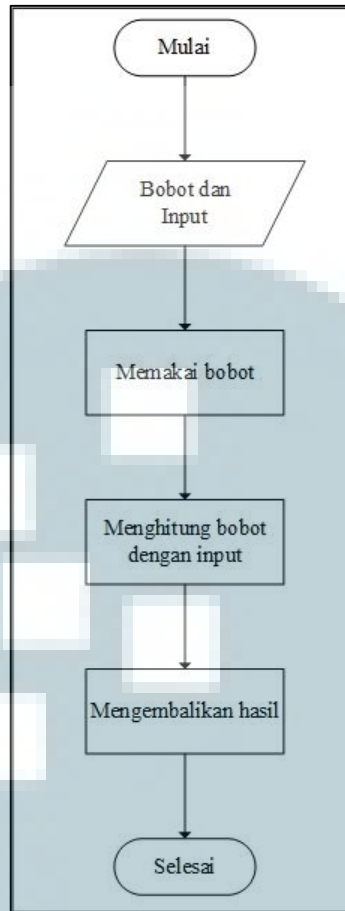 Mulai
Bobot dan
Input
Memakai bobot
Menghitung bobot
dengan input
Mengembalikan hasil
Selesai